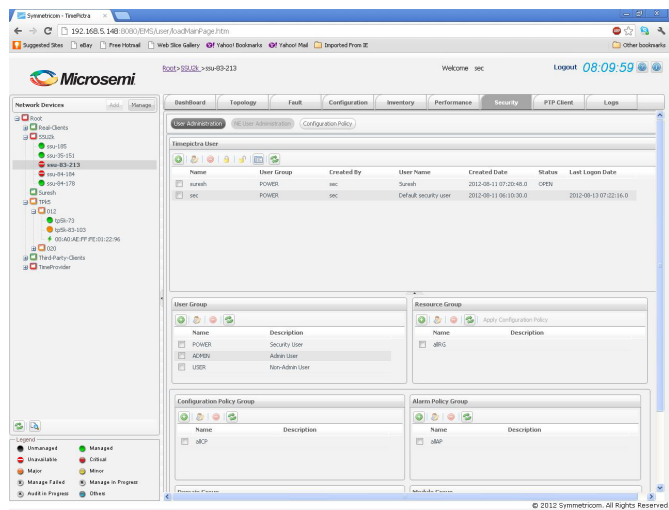 Symmetricom - TimePictra
192.168.5.148:8080/EMS/user/loadMainPage.htm
Suggested Sites eBay Free Hotmail Web Slice Gallery Yahoo! Bookmarks Yahoo! Mail Imported From IE Other bookmarks
Microsemi
Root>SSU2k >ssu-83-213 Welcome sec Logout 08:09:59
Network Devices Add.. Manage..
DashBoard Topology Fault Configuration Inventory Performance Security PTP Client Logs
Root
Real-Clients
SSU2k
ssu-185
ssu-35-151
ssu-83-213
ssu-84-184
ssu-84-178
Suresh
TPk5
012
tp5k-73
tp5k-83-103
00:A0:AE:FF:FE:01:22:96
020
Third-Party-Clients
TimeProvider
User Administration NE User Administration Configuration Policy
Timepictra User
Name User Group Created By User Name Created Date Status Last Logon Date
suresh POWER sec Suresh 2012-08-11 07:20:48.0 OPEN
sec POWER sec Default security user 2012-08-11 06:10:30.0 2012-08-13 07:22:16.0
User Group
Name Description
POWER Security User
ADMIN Admin User
USER Non-Admin User
Resource Group
Apply Configuration Policy
Name Description
allRG
Configuration Policy Group
Name Description
allCP
Alarm Policy Group
Name Description
allAP
Domain Group
Module Group
Legend
Unmanaged Managed
Unavailable Critical
Major Minor
Manage Failed Manage in Progress
Audit in Progress Others
© 2012 Symmetricom. All Rights Reserved